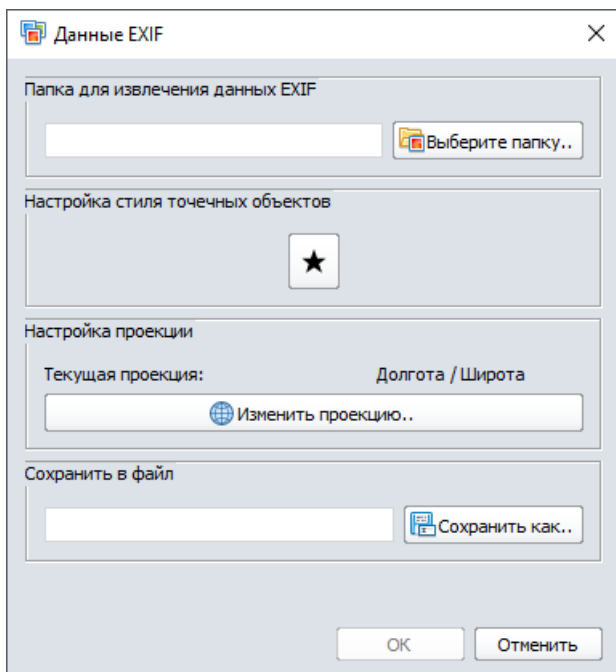 Данные EXIF
Папка для извлечения данных EXIF
Выберите папку..
Настройка стиля точечных объектов
Настройка проекции
Текущая проекция: Долгота / Широта
Изменить проекцию..
Сохранить в файл
Сохранить как..
ОК Отменить